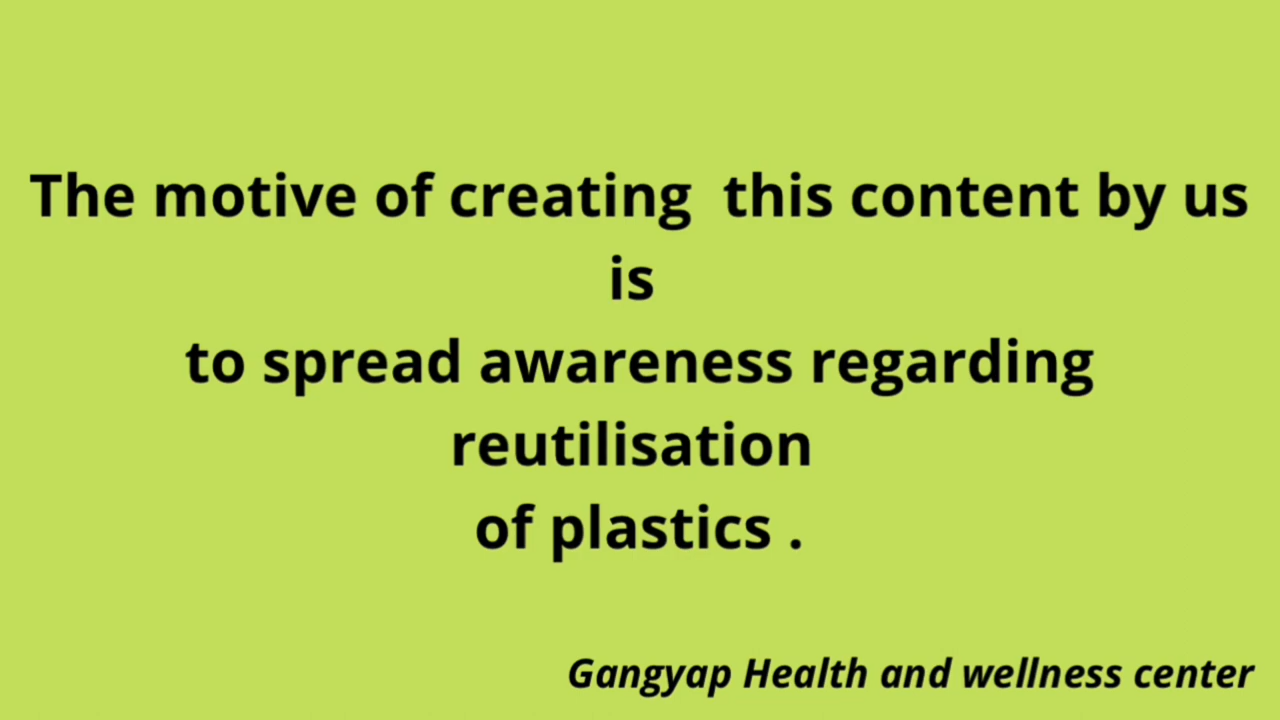 The motive of creating  this content by us
is
to spread awareness regarding
reutilisation
of plastics .
Gangyap Health and wellness center